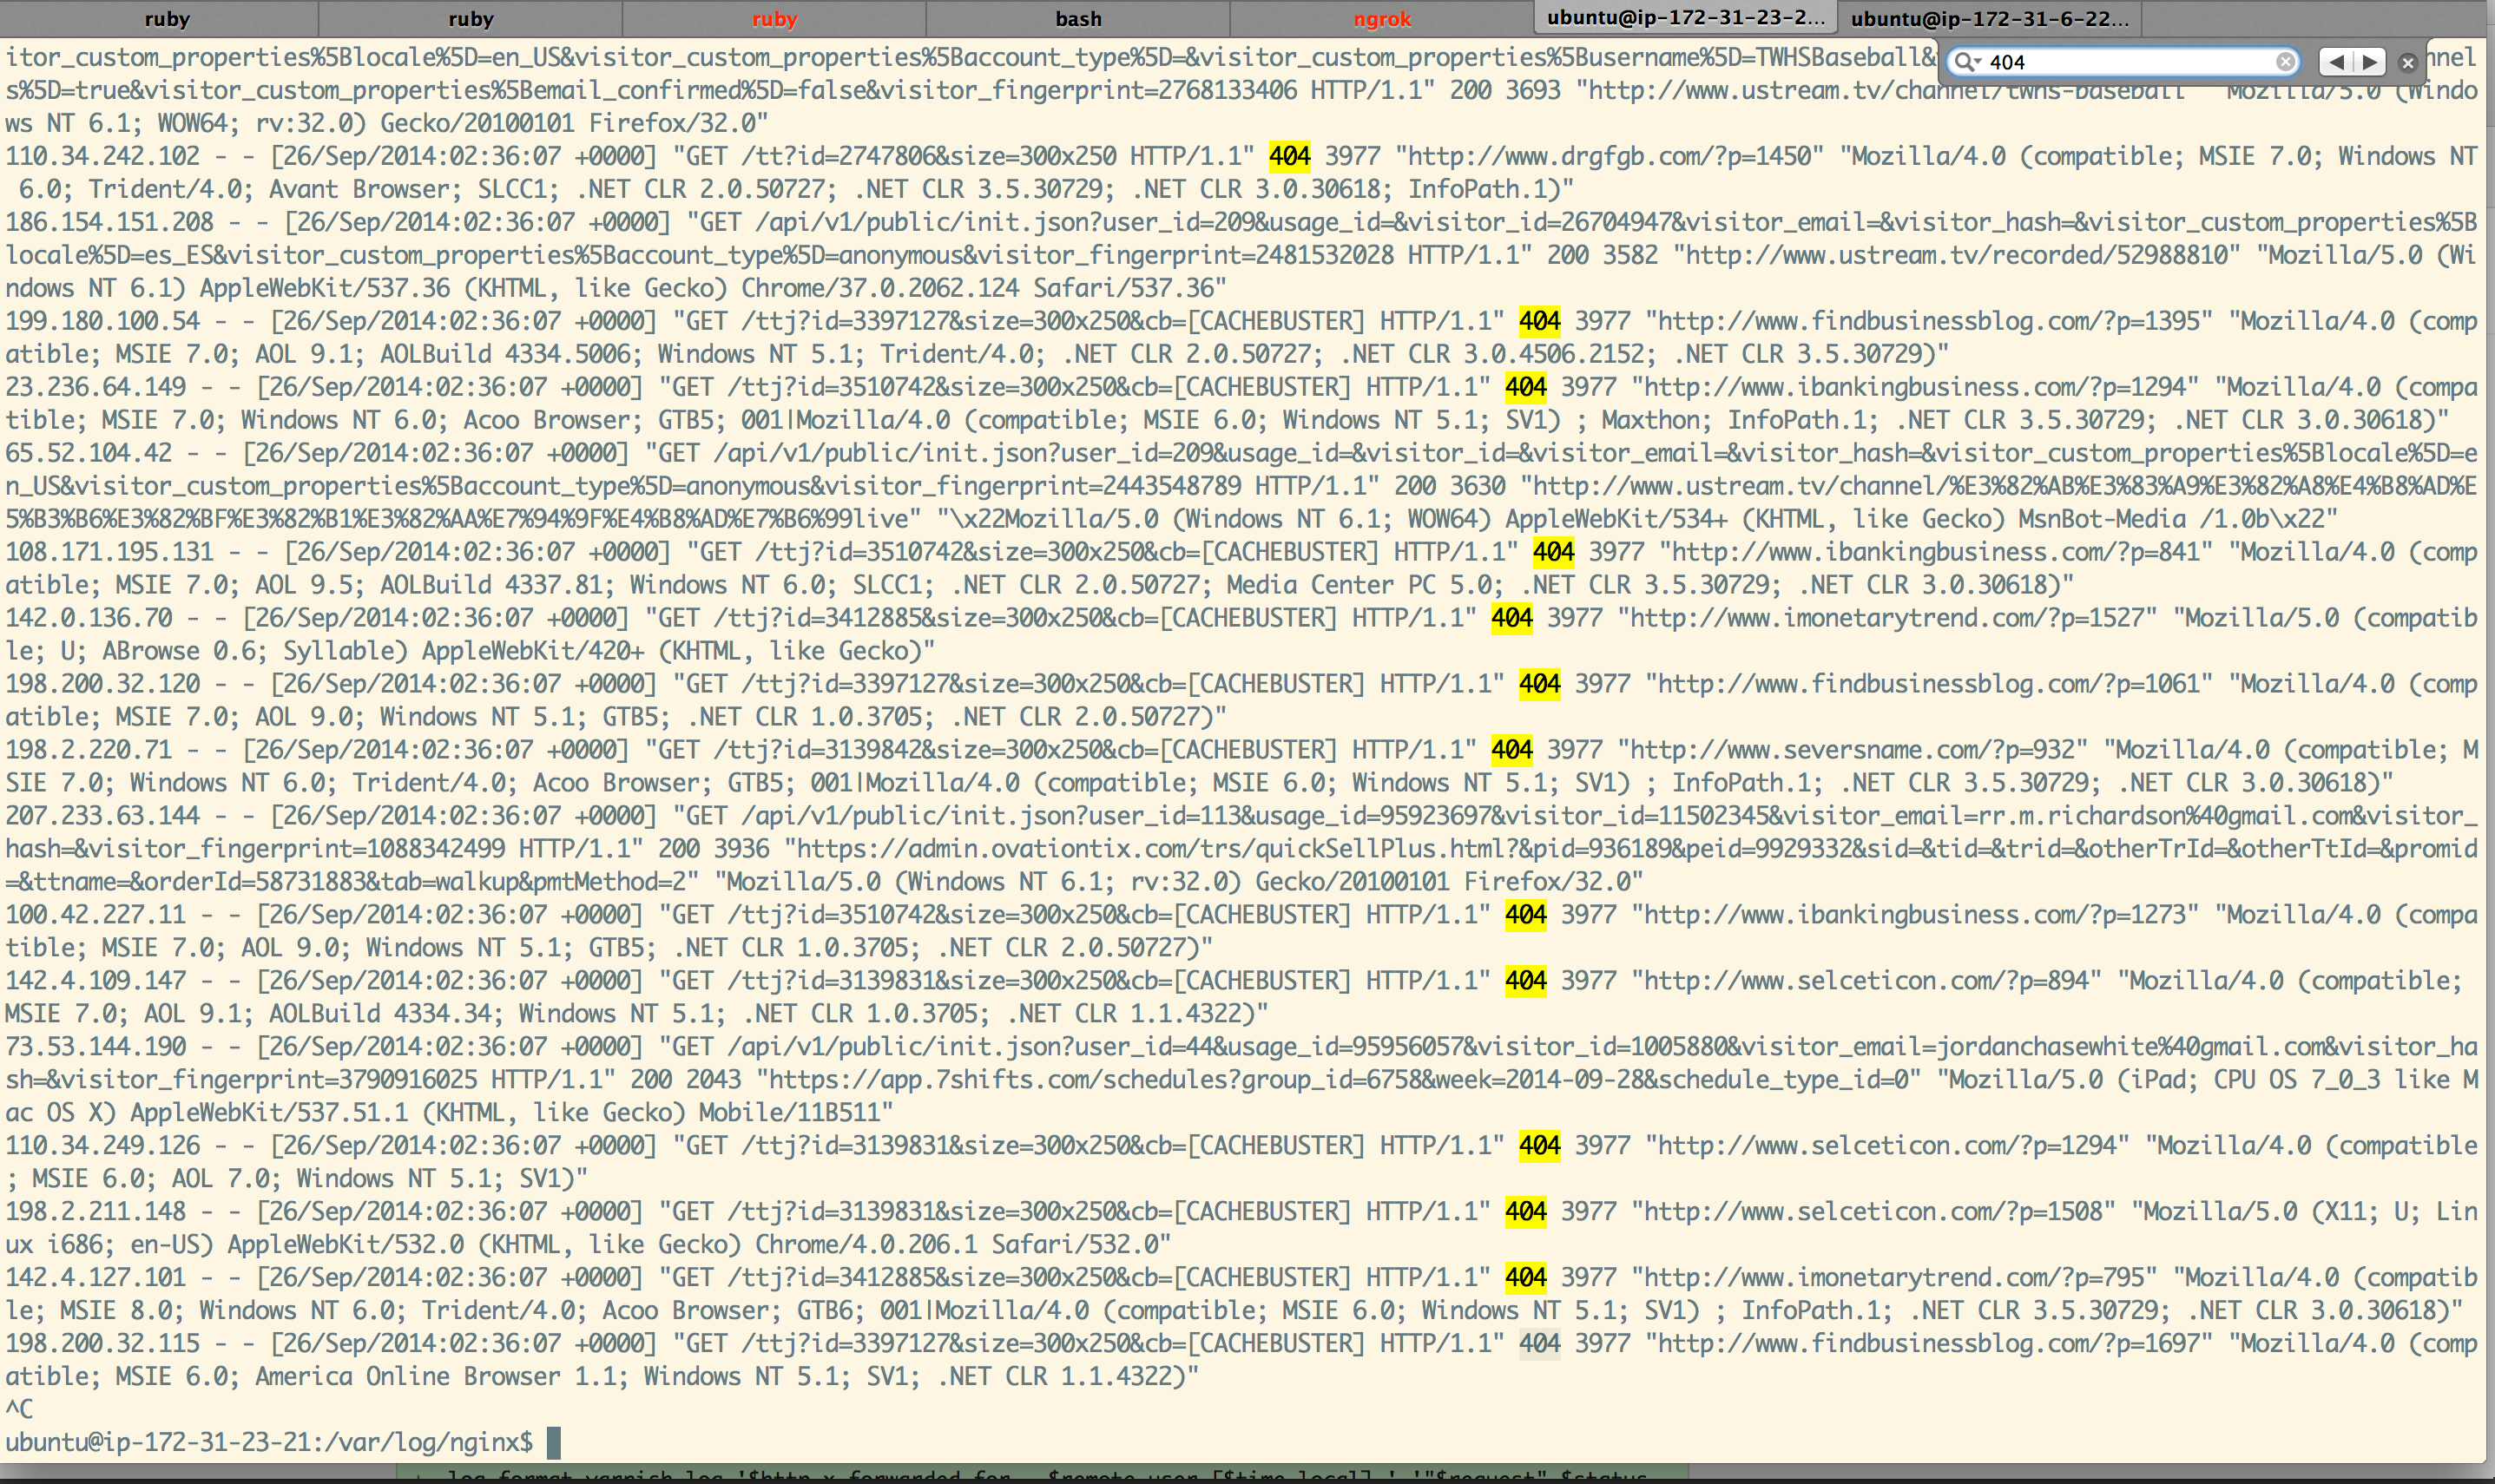 ruby ruby ruby bash ngrok ubuntu@ip-172-31-23-2... ubuntu@ip-172-31-6-22...
404
itor_custom_properties%5Blocale%5D=en_US&visitor_custom_properties%5Baccount_type%5D=&visitor_custom_properties%5Busername%5D=TWHSBaseball& nnel
s%5D=true&visitor_custom_properties%5Bemail_confirmed%5D=false&visitor_fingerprint=2768133406 HTTP/1.1" 200 3693 "http://www.ustream.tv/channel/twhs-baseball" "Mozilla/5.0 (Windo
ws NT 6.1; WOW64; rv:32.0) Gecko/20100101 Firefox/32.0"
110.34.242.102 - - [26/Sep/2014:02:36:07 +0000] "GET /tt?id=2747806&size=300x250 HTTP/1.1" 404 3977 "http://www.drgfgb.com/?p=1450" "Mozilla/4.0 (compatible; MSIE 7.0; Windows NT
 6.0; Trident/4.0; Avant Browser; SLCC1; .NET CLR 2.0.50727; .NET CLR 3.5.30729; .NET CLR 3.0.30618; InfoPath.1)"
186.154.151.208 - - [26/Sep/2014:02:36:07 +0000] "GET /api/v1/public/init.json?user_id=209&usage_id=&visitor_id=26704947&visitor_email=&visitor_hash=&visitor_custom_properties%5B
locale%5D=es_ES&visitor_custom_properties%5Baccount_type%5D=anonymous&visitor_fingerprint=2481532028 HTTP/1.1" 200 3582 "http://www.ustream.tv/recorded/52988810" "Mozilla/5.0 (Wi
ndows NT 6.1) AppleWebKit/537.36 (KHTML, like Gecko) Chrome/37.0.2062.124 Safari/537.36"
199.180.100.54 - - [26/Sep/2014:02:36:07 +0000] "GET /ttj?id=3397127&size=300x250&cb=[CACHEBUSTER] HTTP/1.1" 404 3977 "http://www.findbusinessblog.com/?p=1395" "Mozilla/4.0 (comp
atible; MSIE 7.0; AOL 9.1; AOLBuild 4334.5006; Windows NT 5.1; Trident/4.0; .NET CLR 2.0.50727; .NET CLR 3.0.4506.2152; .NET CLR 3.5.30729)"
23.236.64.149 - - [26/Sep/2014:02:36:07 +0000] "GET /ttj?id=3510742&size=300x250&cb=[CACHEBUSTER] HTTP/1.1" 404 3977 "http://www.ibankingbusiness.com/?p=1294" "Mozilla/4.0 (compa
tible; MSIE 7.0; Windows NT 6.0; Acoo Browser; GTB5; 001|Mozilla/4.0 (compatible; MSIE 6.0; Windows NT 5.1; SV1) ; Maxthon; InfoPath.1; .NET CLR 3.5.30729; .NET CLR 3.0.30618)"
65.52.104.42 - - [26/Sep/2014:02:36:07 +0000] "GET /api/v1/public/init.json?user_id=209&usage_id=&visitor_id=&visitor_email=&visitor_hash=&visitor_custom_properties%5Blocale%5D=e
n_US&visitor_custom_properties%5Baccount_type%5D=anonymous&visitor_fingerprint=2443548789 HTTP/1.1" 200 3630 "http://www.ustream.tv/channel/%E3%82%AB%E3%83%A9%E3%82%A8%E4%B8%AD%E
5%B3%B6%E3%82%BF%E3%82%B1%E3%82%AA%E7%94%9F%E4%B8%AD%E7%B6%99live" "\x22Mozilla/5.0 (Windows NT 6.1; WOW64) AppleWebKit/534+ (KHTML, like Gecko) MsnBot-Media /1.0b\x22"
108.171.195.131 - - [26/Sep/2014:02:36:07 +0000] "GET /ttj?id=3510742&size=300x250&cb=[CACHEBUSTER] HTTP/1.1" 404 3977 "http://www.ibankingbusiness.com/?p=841" "Mozilla/4.0 (comp
atible; MSIE 7.0; AOL 9.5; AOLBuild 4337.81; Windows NT 6.0; SLCC1; .NET CLR 2.0.50727; Media Center PC 5.0; .NET CLR 3.5.30729; .NET CLR 3.0.30618)"
142.0.136.70 - - [26/Sep/2014:02:36:07 +0000] "GET /ttj?id=3412885&size=300x250&cb=[CACHEBUSTER] HTTP/1.1" 404 3977 "http://www.imonetarytrend.com/?p=1527" "Mozilla/5.0 (compatib
le; U; ABrowse 0.6; Syllable) AppleWebKit/420+ (KHTML, like Gecko)"
198.200.32.120 - - [26/Sep/2014:02:36:07 +0000] "GET /ttj?id=3397127&size=300x250&cb=[CACHEBUSTER] HTTP/1.1" 404 3977 "http://www.findbusinessblog.com/?p=1061" "Mozilla/4.0 (comp
atible; MSIE 7.0; AOL 9.0; Windows NT 5.1; GTB5; .NET CLR 1.0.3705; .NET CLR 2.0.50727)"
198.2.220.71 - - [26/Sep/2014:02:36:07 +0000] "GET /ttj?id=3139842&size=300x250&cb=[CACHEBUSTER] HTTP/1.1" 404 3977 "http://www.seversname.com/?p=932" "Mozilla/4.0 (compatible; M
SIE 7.0; Windows NT 6.0; Trident/4.0; Acoo Browser; GTB5; 001|Mozilla/4.0 (compatible; MSIE 6.0; Windows NT 5.1; SV1) ; InfoPath.1; .NET CLR 3.5.30729; .NET CLR 3.0.30618)"
207.233.63.144 - - [26/Sep/2014:02:36:07 +0000] "GET /api/v1/public/init.json?user_id=113&usage_id=95923697&visitor_id=11502345&visitor_email=rr.m.richardson%40gmail.com&visitor_
hash=&visitor_fingerprint=1088342499 HTTP/1.1" 200 3936 "https://admin.ovationtix.com/trs/quickSellPlus.html?&pid=936189&peid=9929332&sid=&tid=&trid=&otherTrId=&otherTtId=&promid
=&ttname=&orderId=58731883&tab=walkup&pmtMethod=2" "Mozilla/5.0 (Windows NT 6.1; rv:32.0) Gecko/20100101 Firefox/32.0"
100.42.227.11 - - [26/Sep/2014:02:36:07 +0000] "GET /ttj?id=3510742&size=300x250&cb=[CACHEBUSTER] HTTP/1.1" 404 3977 "http://www.ibankingbusiness.com/?p=1273" "Mozilla/4.0 (compa
tible; MSIE 7.0; AOL 9.0; Windows NT 5.1; GTB5; .NET CLR 1.0.3705; .NET CLR 2.0.50727)"
142.4.109.147 - - [26/Sep/2014:02:36:07 +0000] "GET /ttj?id=3139831&size=300x250&cb=[CACHEBUSTER] HTTP/1.1" 404 3977 "http://www.selceticon.com/?p=894" "Mozilla/4.0 (compatible;
MSIE 7.0; AOL 9.1; AOLBuild 4334.34; Windows NT 5.1; .NET CLR 1.0.3705; .NET CLR 1.1.4322)"
73.53.144.190 - - [26/Sep/2014:02:36:07 +0000] "GET /api/v1/public/init.json?user_id=44&usage_id=95956057&visitor_id=1005880&visitor_email=jordanchasewhite%40gmail.com&visitor_ha
sh=&visitor_fingerprint=3790916025 HTTP/1.1" 200 2043 "https://app.7shifts.com/schedules?group_id=6758&week=2014-09-28&schedule_type_id=0" "Mozilla/5.0 (iPad; CPU OS 7_0_3 like M
ac OS X) AppleWebKit/537.51.1 (KHTML, like Gecko) Mobile/11B511"
110.34.249.126 - - [26/Sep/2014:02:36:07 +0000] "GET /ttj?id=3139831&size=300x250&cb=[CACHEBUSTER] HTTP/1.1" 404 3977 "http://www.selceticon.com/?p=1294" "Mozilla/4.0 (compatible
; MSIE 6.0; AOL 7.0; Windows NT 5.1; SV1)"
198.2.211.148 - - [26/Sep/2014:02:36:07 +0000] "GET /ttj?id=3139831&size=300x250&cb=[CACHEBUSTER] HTTP/1.1" 404 3977 "http://www.selceticon.com/?p=1508" "Mozilla/5.0 (X11; U; Lin
ux i686; en-US) AppleWebKit/532.0 (KHTML, like Gecko) Chrome/4.0.206.1 Safari/532.0"
142.4.127.101 - - [26/Sep/2014:02:36:07 +0000] "GET /ttj?id=3412885&size=300x250&cb=[CACHEBUSTER] HTTP/1.1" 404 3977 "http://www.imonetarytrend.com/?p=795" "Mozilla/4.0 (compatib
le; MSIE 8.0; Windows NT 6.0; Trident/4.0; Acoo Browser; GTB6; 001|Mozilla/4.0 (compatible; MSIE 6.0; Windows NT 5.1; SV1) ; InfoPath.1; .NET CLR 3.5.30729; .NET CLR 3.0.30618)"
198.200.32.115 - - [26/Sep/2014:02:36:07 +0000] "GET /ttj?id=3397127&size=300x250&cb=[CACHEBUSTER] HTTP/1.1" 404 3977 "http://www.findbusinessblog.com/?p=1697" "Mozilla/4.0 (comp
atible; MSIE 6.0; America Online Browser 1.1; Windows NT 5.1; SV1; .NET CLR 1.1.4322)"
^C
ubuntu@ip-172-31-23-21:/var/log/nginx$
+ log_format varnish_log '$http_x_forwarded_for - $remote_user [$time_local] ' '"$request" $status